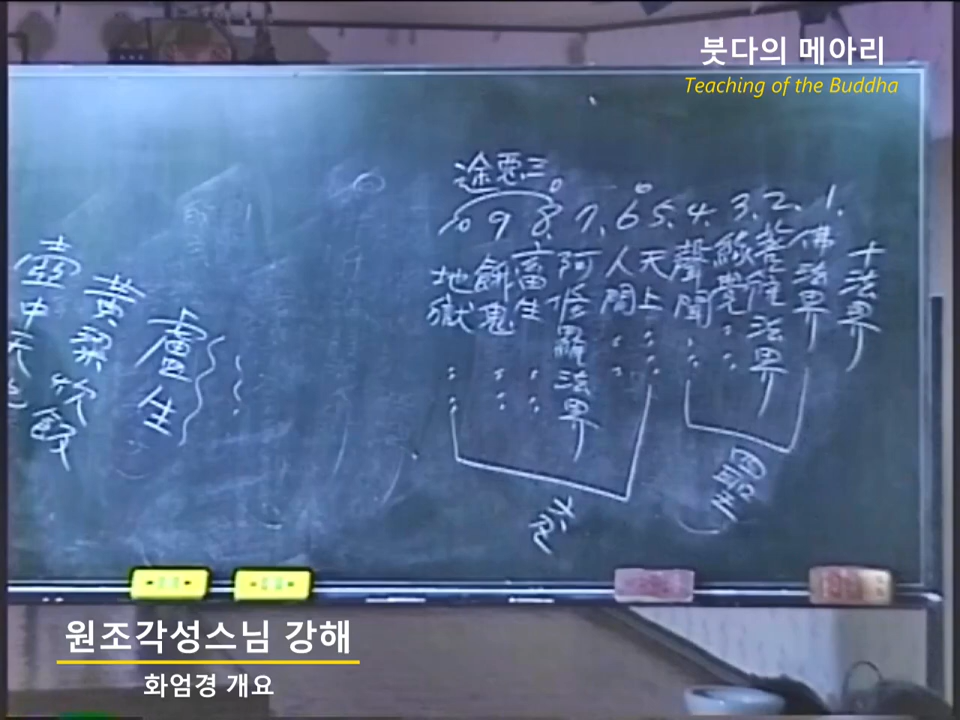 붓다의 메아리
Teaching of the Buddha
十法界
1. 佛法界
2. 菩薩法界
3. 緣覺〃
4. 聲聞〃〃
5. 天上〃〃
6. 人間〃〃
7. 阿修羅法界
8. 畜生〃〃
9 餓鬼〃〃
10 地獄〃〃
三惡途
四聖
六凡
盧生
黃粱炊飯
壺中天
원조각성스님 강해
화엄경 개요